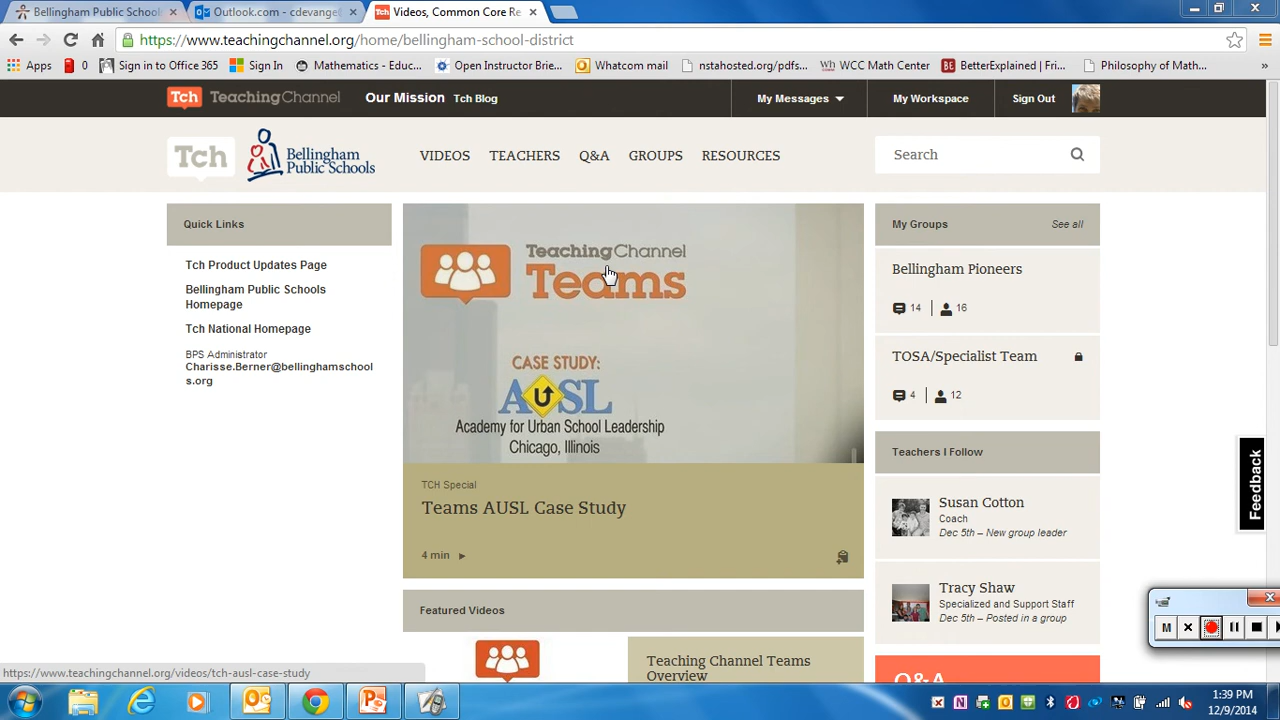 Bellingham Public Schools
Outlook.com - cdevange
Videos, Common Core Re
https://www.teachingchannel.org/home/bellingham-school-district
Apps
0
Sign in to Office 365
Sign In
Mathematics - Educ...
Open Instructor Brie...
Whatcom mail
nstahosted.org/pdfs...
WCC Math Center
BetterExplained | Fri...
Philosophy of Math...
»
Tch TeachingChannel
Our Mission
Tch Blog
My Messages
My Workspace
Sign Out
Tch
Bellingham
Public Schools
VIDEOS
TEACHERS
Q&A
GROUPS
RESOURCES
Search
Quick Links
Tch Product Updates Page
Bellingham Public Schools
Homepage
Tch National Homepage
BPS Administrator
Charisse.Berner@bellinghamschool
s.org
TeachingChannel
Teams
CASE STUDY:
AUSL
Academy for Urban School Leadership
Chicago, Illinois
TCH Special
Teams AUSL Case Study
4 min
Featured Videos
Teaching Channel Teams
Overview
My Groups
See all
Bellingham Pioneers
14
16
TOSA/Specialist Team
4
12
Teachers I Follow
Susan Cotton
Coach
Dec 5th – New group leader
Tracy Shaw
Specialized and Support Staff
Dec 5th – Posted in a group
Q&A
Feedback
M
https://www.teachingchannel.org/videos/tch-ausl-case-study
1:39 PM
12/9/2014